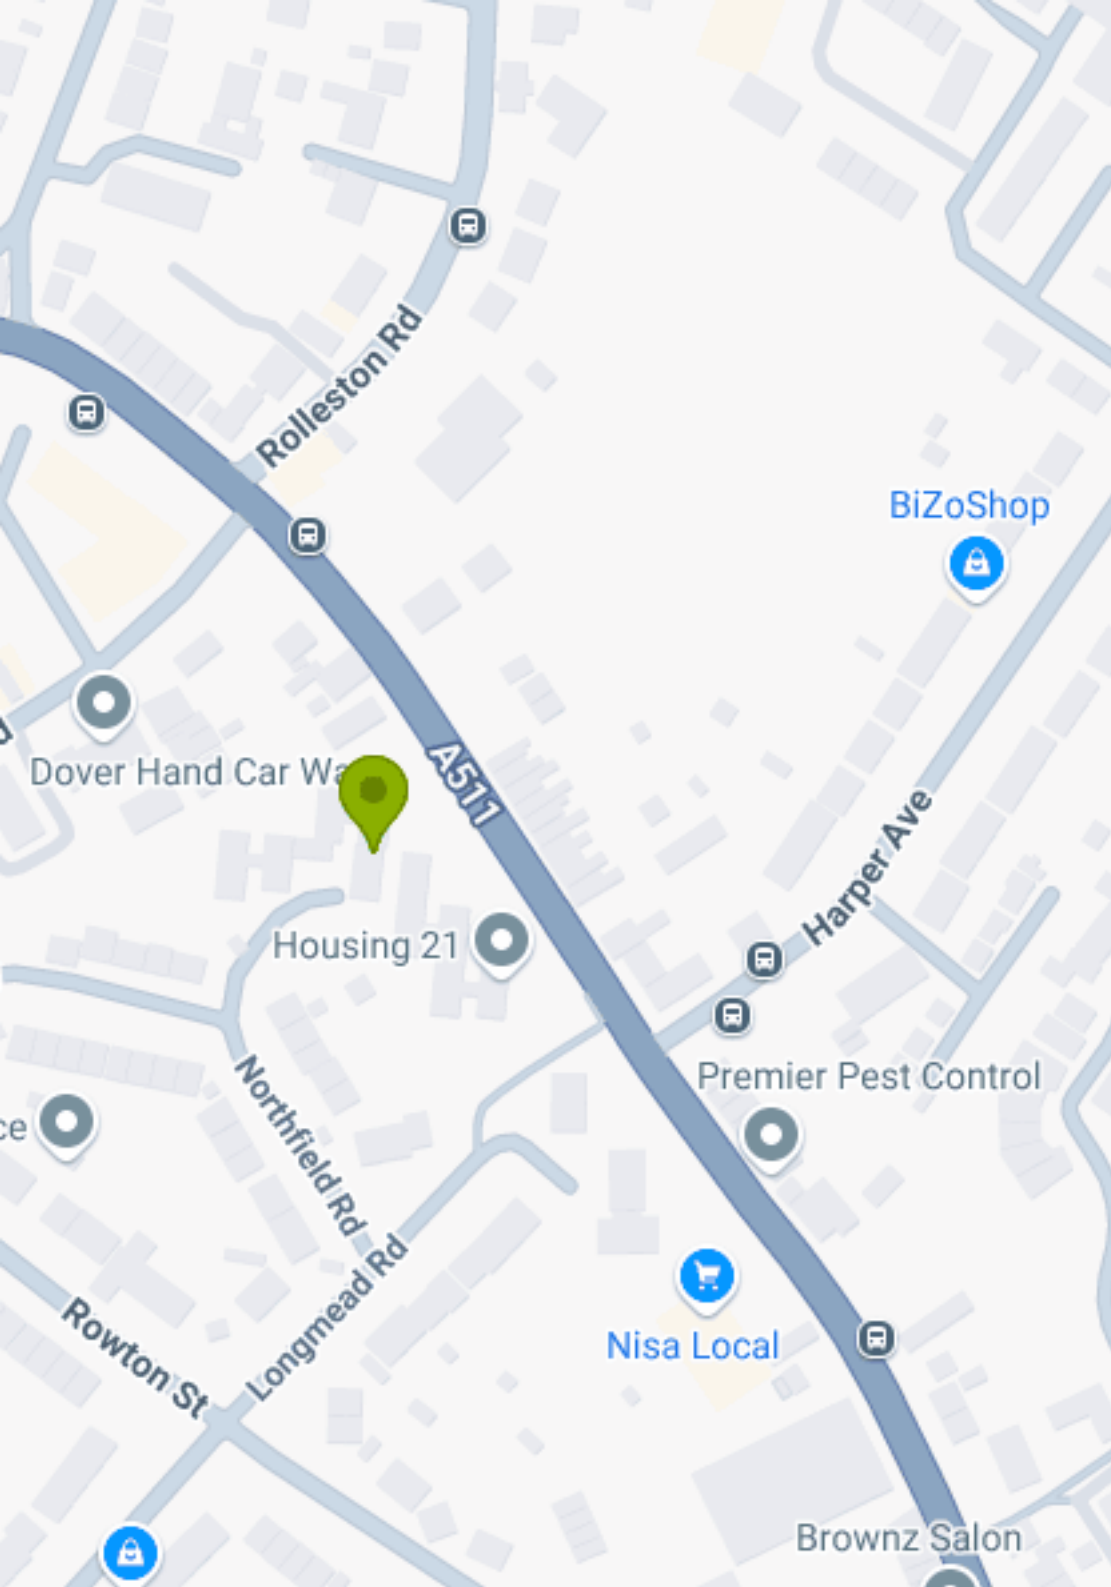 Rolleston Rd
BiZoShop
Dover Hand Car Wa
A511
Harper Ave
Housing 21
Premier Pest Control
ce
Northfield Rd
Longmead Rd
Rowton St
Nisa Local
Brownz Salon